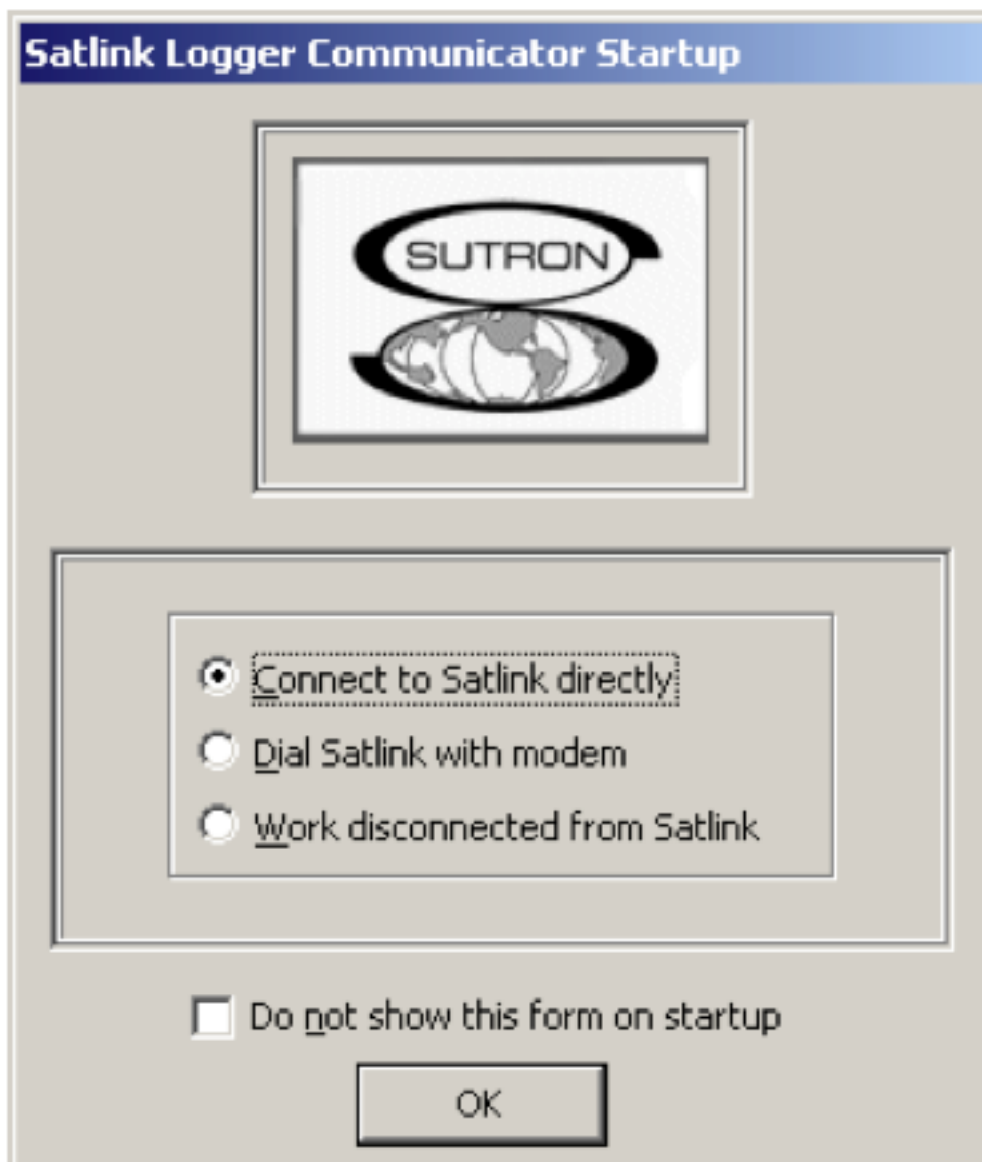 Satlink Logger Communicator Startup
SUTRON
Connect to Satlink directly
Dial Satlink with modem
Work disconnected from Satlink
Do not show this form on startup
OK